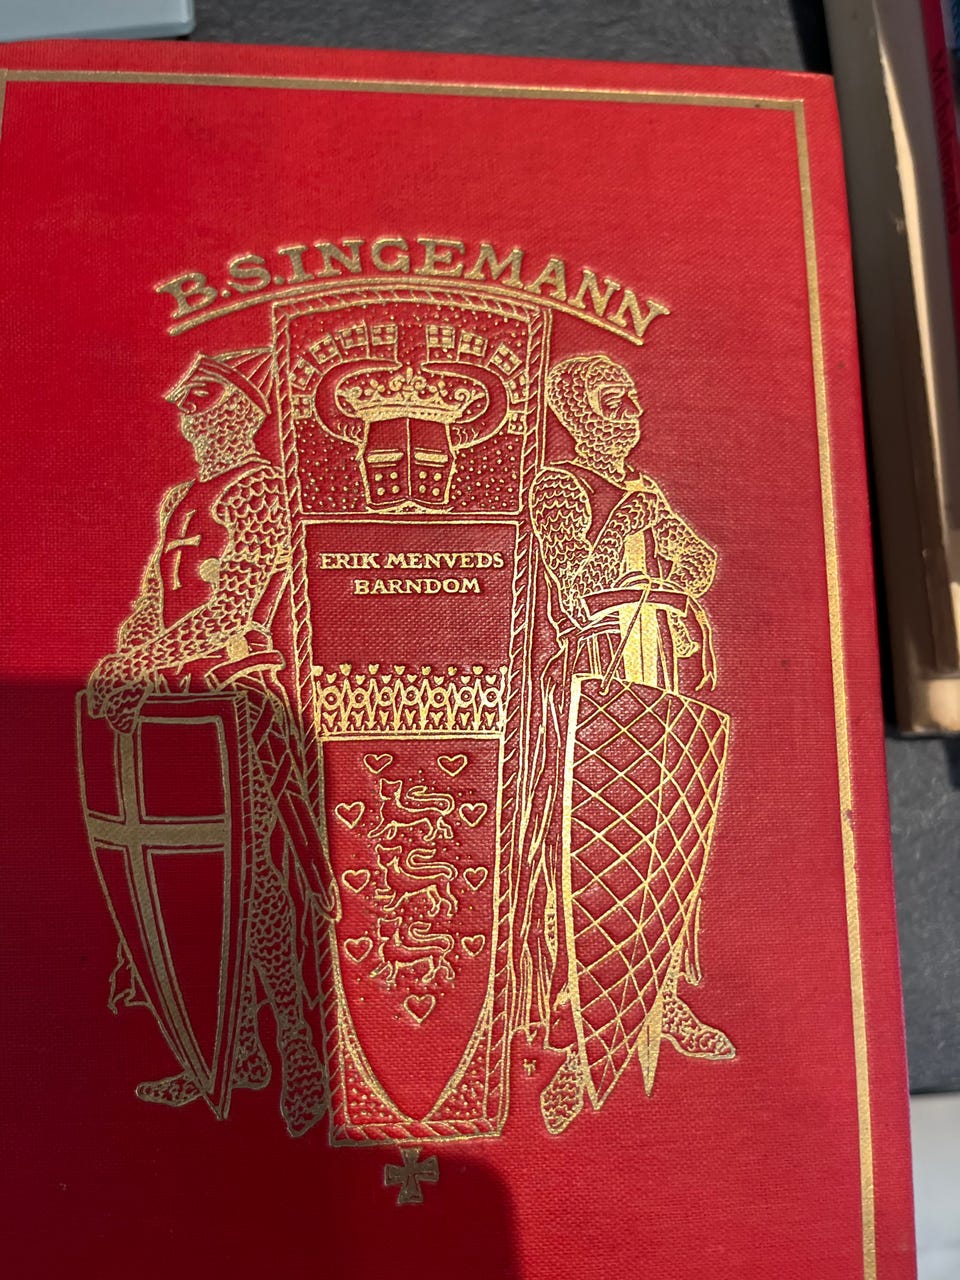 B.S. INGEMANN
ERIK MENVEDS
BARNDOM